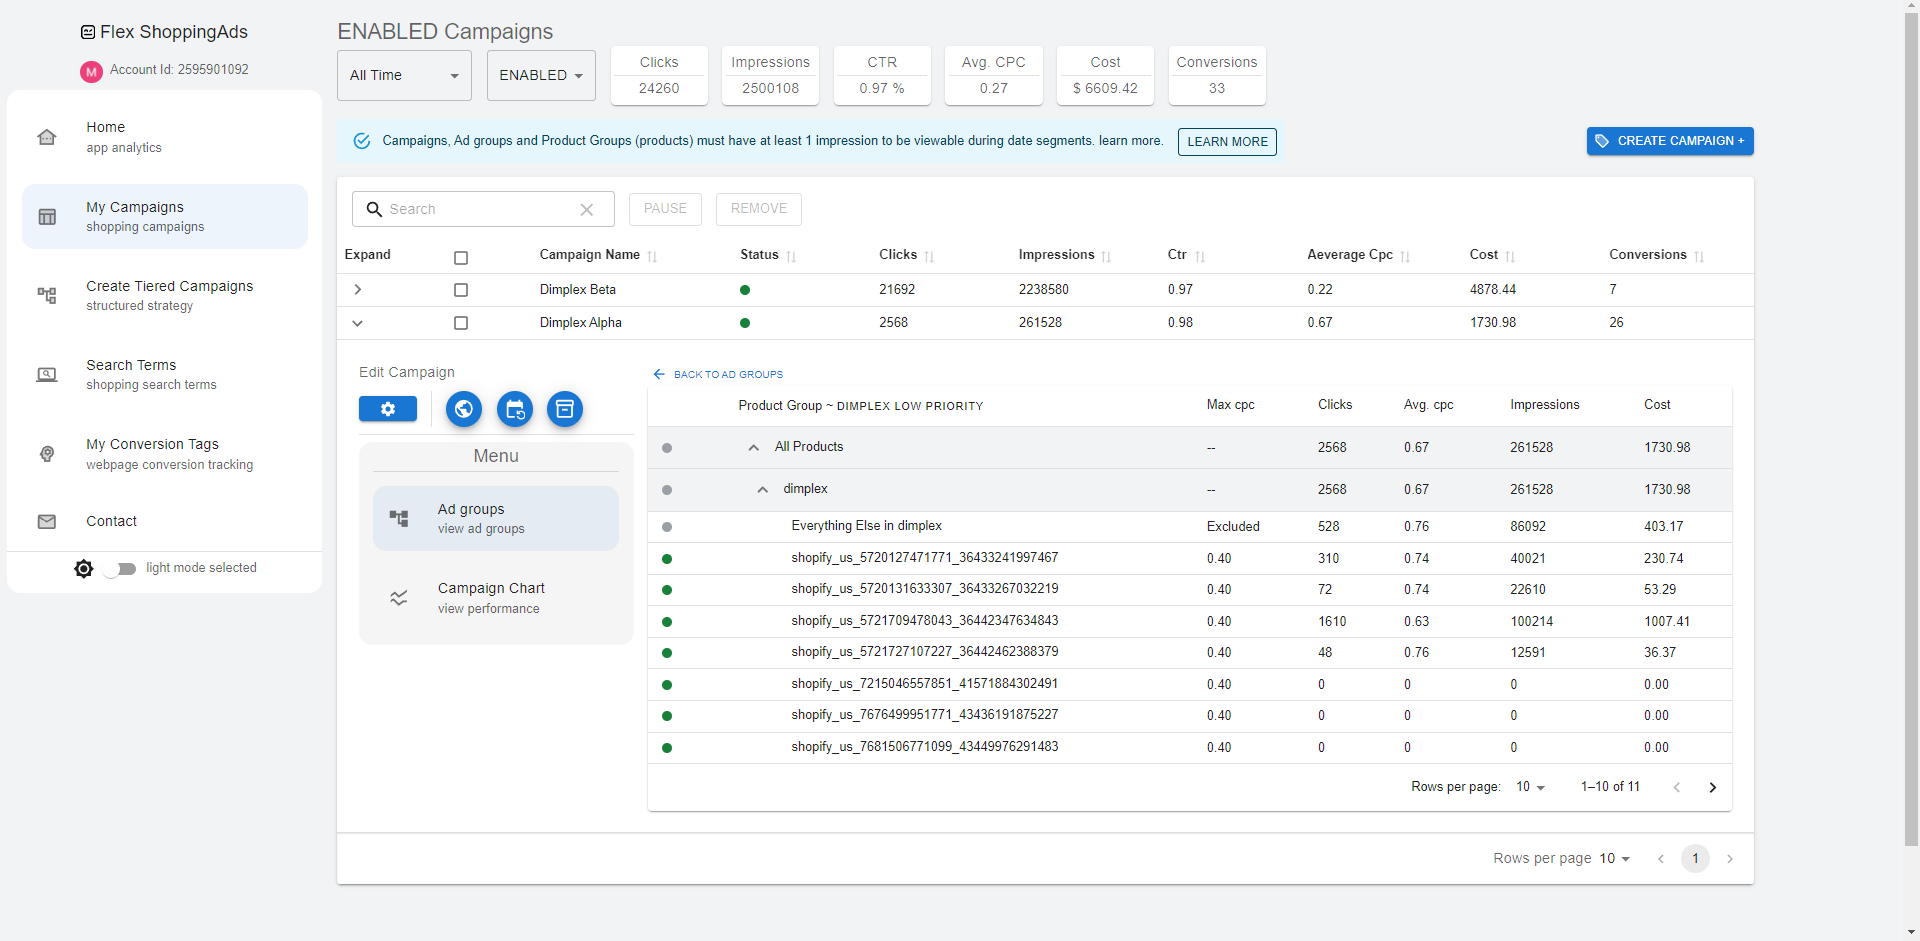 Flex ShoppingAds
M Account Id: 2595901092
Home
app analytics
My Campaigns
shopping campaigns
Create Tiered Campaigns
structured strategy
Search Terms
shopping search terms
My Conversion Tags
webpage conversion tracking
Contact
light mode selected
ENABLED Campaigns
All Time ENABLED
Clicks Impressions CTR Avg. CPC Cost Conversions
24260 2500108 0.97 % 0.27 $ 6609.42 33
Campaigns, Ad groups and Product Groups (products) must have at least 1 impression to be viewable during date segments. learn more. LEARN MORE
CREATE CAMPAIGN +
Search PAUSE REMOVE
Expand Campaign Name Status Clicks Impressions Ctr Aeverage Cpc Cost Conversions
Dimplex Beta 21692 2238580 0.97 0.22 4878.44 7
Dimplex Alpha 2568 261528 0.98 0.67 1730.98 26
Edit Campaign
Menu
Ad groups
view ad groups
Campaign Chart
view performance
BACK TO AD GROUPS
Product Group ~ DIMPLEX LOW PRIORITY Max cpc Clicks Avg. cpc Impressions Cost
All Products -- 2568 0.67 261528 1730.98
dimplex -- 2568 0.67 261528 1730.98
Everything Else in dimplex Excluded 528 0.76 86092 403.17
shopify_us_5720127471771_36433241997467 0.40 310 0.74 40021 230.74
shopify_us_5720131633307_36433267032219 0.40 72 0.74 22610 53.29
shopify_us_5721709478043_36442347634843 0.40 1610 0.63 100214 1007.41
shopify_us_5721727107227_36442462388379 0.40 48 0.76 12591 36.37
shopify_us_7215046557851_41571884302491 0.40 0 0 0 0.00
shopify_us_7676499951771_43436191875227 0.40 0 0 0 0.00
shopify_us_7681506771099_43449976291483 0.40 0 0 0 0.00
Rows per page: 10 1–10 of 11
Rows per page 10 1